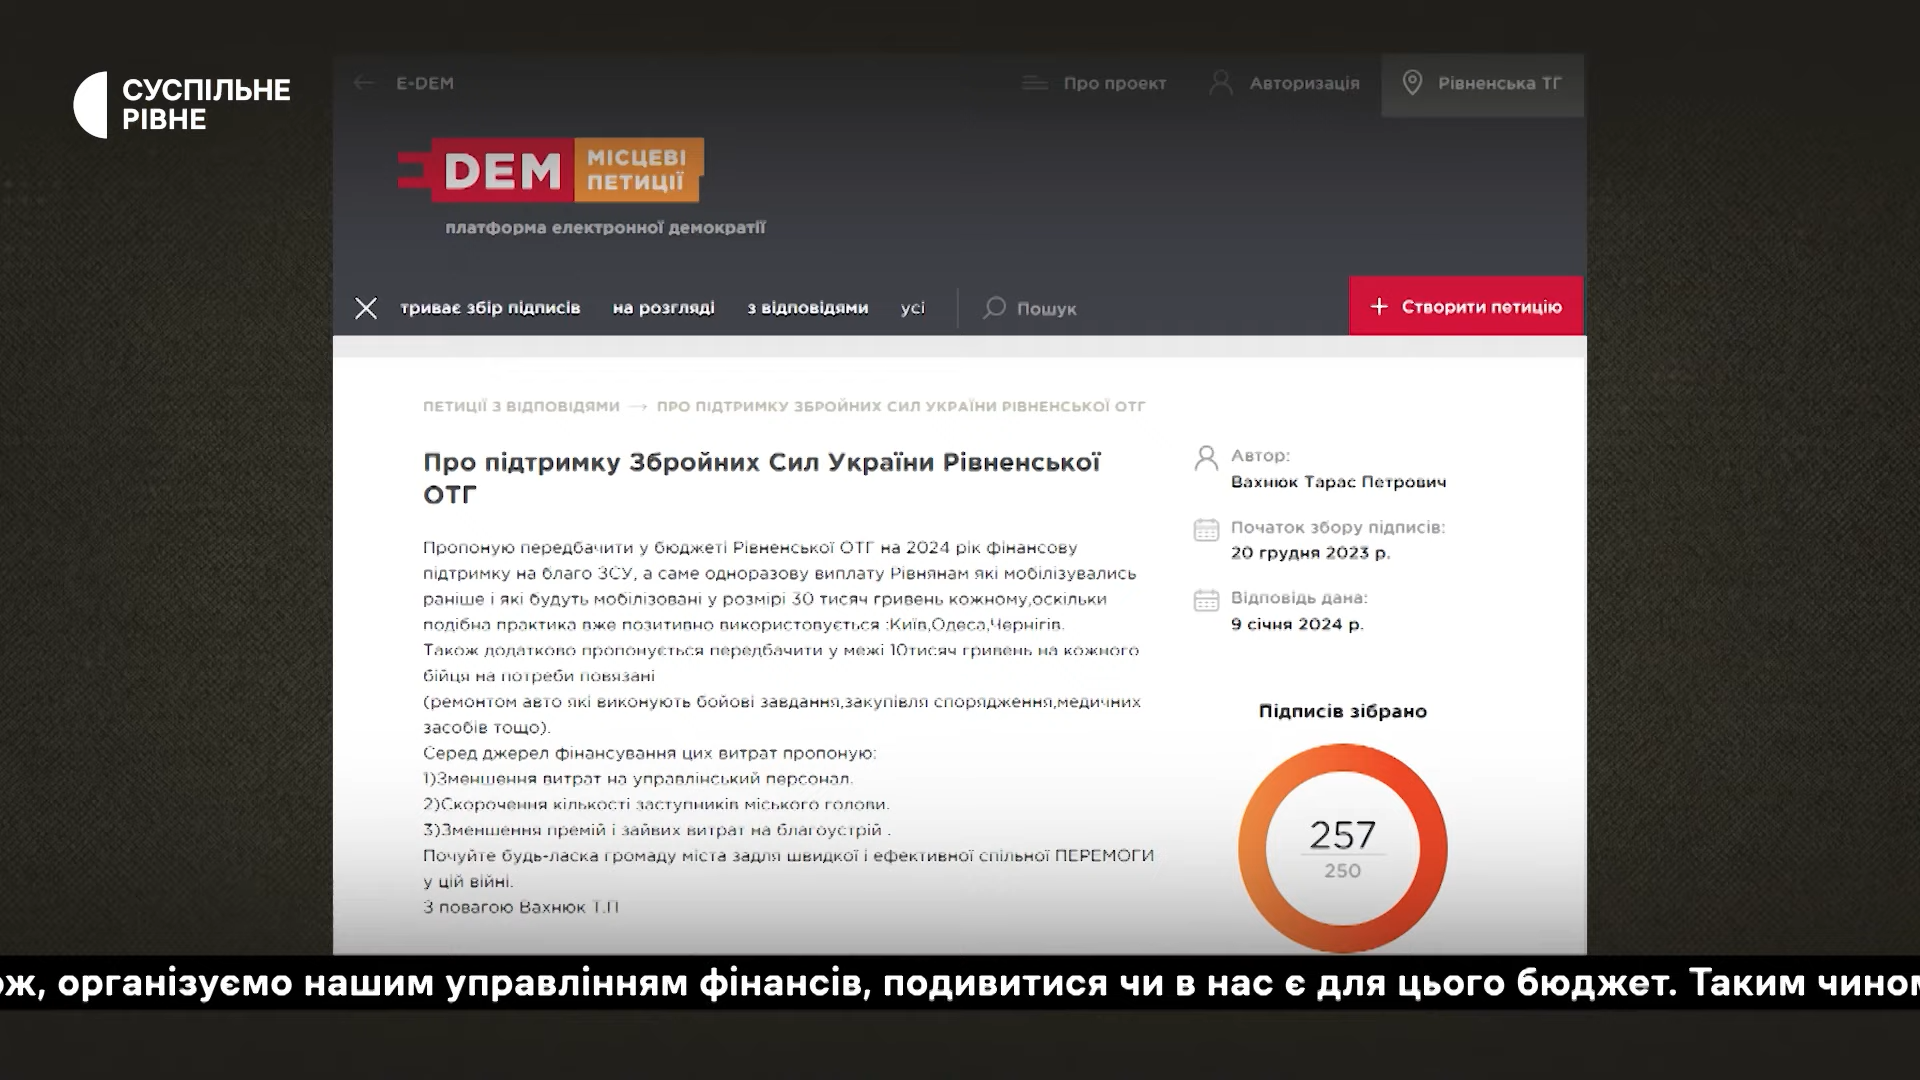 СУСПІЛЬНЕ
РІВНЕ
E-DEM
Про проект
Авторизація
Рівненська ТГ
DEM
МІСЦЕВІ
ПЕТИЦІЇ
платформа електронної демократії
триває збір підписів
на розгляді
з відповідями
усі
Пошук
+ Створити петицію
ПЕТИЦІЇ З ВІДПОВІДЯМИ → ПРО ПІДТРИМКУ ЗБРОЙНИХ СИЛ УКРАЇНИ РІВНЕНСЬКОЇ ОТГ
Про підтримку Збройних Сил України Рівненської
ОТГ
Пропоную передбачити у бюджеті Рівненської ОТГ на 2024 рік фінансову
підтримку на благо ЗСУ, а саме одноразову виплату Рівнянам які мобілізувались
раніше і які будуть мобілізовані у розмірі 30 тисяч гривень кожному,оскільки
подібна практика вже позитивно використовується :Київ,Одеса,Чернігів.
Також додатково пропонується передбачити у межі 10тисяч гривень на кожного
бійця на потреби повязані
(ремонтом авто які виконують бойові завдання,закупівля спорядження,медичних
засобів тощо).
Серед джерел фінансування цих витрат пропоную:
1)Зменшення витрат на управлінський персонал.
2)Скорочення кількості заступників міського голови.
3)Зменшення премій і зайвих витрат на благоустрій .
Почуйте будь-ласка громаду міста задля швидкої і ефективної спільної ПЕРЕМОГИ
у цій війні.
З повагою Вахнюк Т.П
Автор:
Вахнюк Тарас Петрович
Початок збору підписів:
20 грудня 2023 р.
Відповідь дана:
9 січня 2024 р.
Підписів зібрано
257
250
ож, організуємо нашим управлінням фінансів, подивитися чи в нас є для цього бюджет. Таким чином